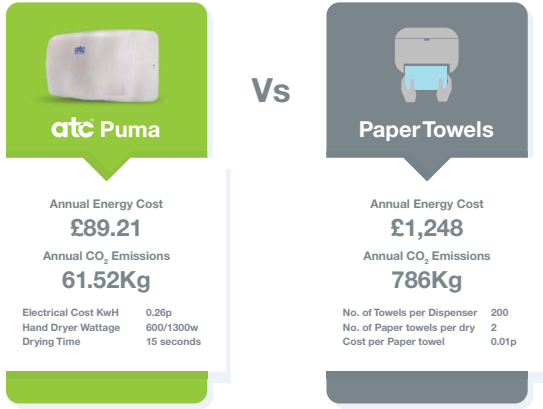 atc
atc® Puma
Annual Energy Cost
£89.21
Annual CO₂ Emissions
61.52Kg
Electrical Cost KwH 0.26p
Hand Dryer Wattage 600/1300w
Drying Time 15 seconds
Vs
Paper Towels
Annual Energy Cost
£1,248
Annual CO₂ Emissions
786Kg
No. of Towels per Dispenser 200
No. of Paper towels per dry 2
Cost per Paper towel 0.01p